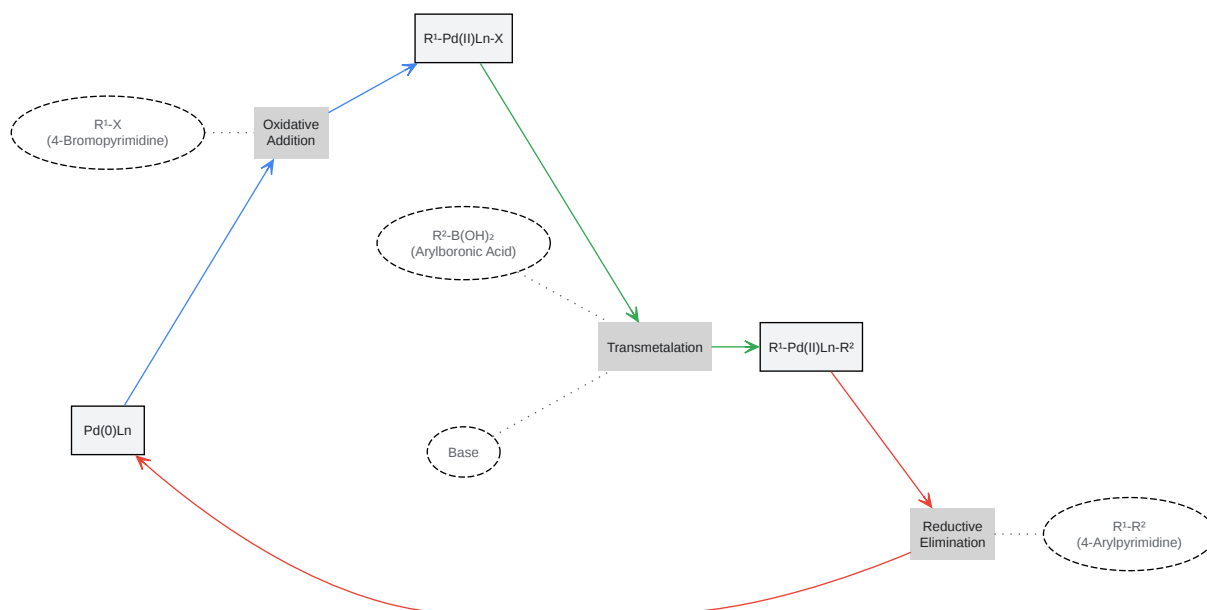 R¹-Pd(II)Ln-X
Oxidative
Addition
R¹-X
(4-Bromopyrimidine)
R²-B(OH)₂
(Arylboronic Acid)
Transmetalation
R¹-Pd(II)Ln-R²
Pd(0)Ln
Base
Reductive
Elimination
R¹-R²
(4-Arylpyrimidine)